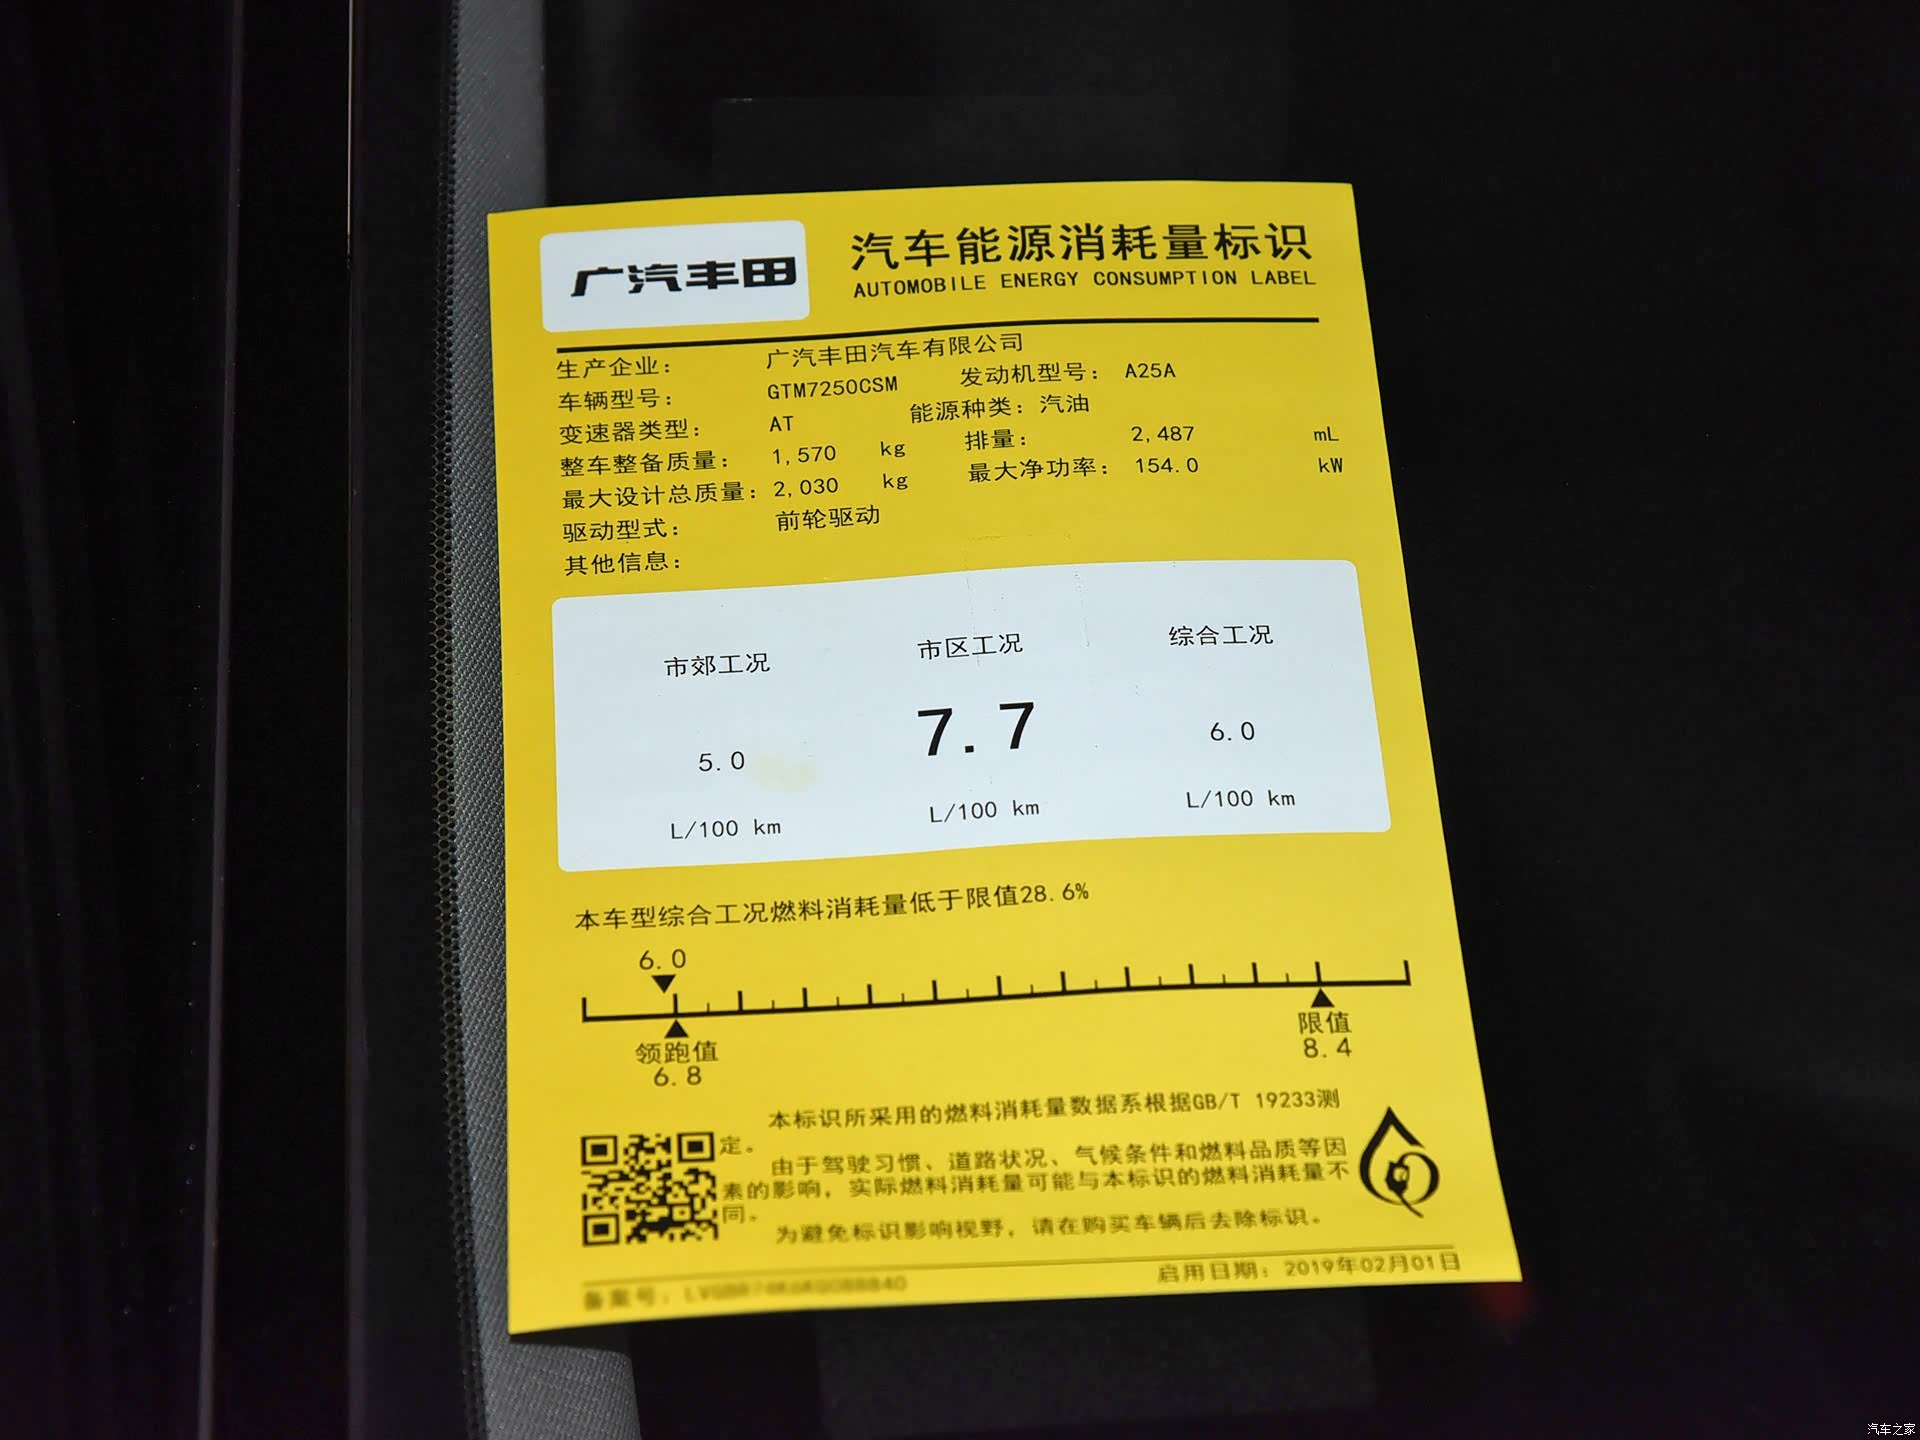 广汽丰田
汽车能源消耗量标识
AUTOMOBILE ENERGY CONSUMPTION LABEL
生产企业： 广汽丰田汽车有限公司
车辆型号： GTM7250CSM 发动机型号： A25A
变速器类型： AT 能源种类：汽油
整车整备质量： 1,570 kg 排量： 2,487 mL
最大设计总质量：2,030 kg 最大净功率： 154.0 kW
驱动型式： 前轮驱动
其他信息：
市郊工况 市区工况 综合工况
5.0 7.7 6.0
L/100 km L/100 km L/100 km
本车型综合工况燃料消耗量低于限值28.6%
6.0
领跑值 限值
6.8 8.4
本标识所采用的燃料消耗量数据系根据GB/T 19233测
定。
由于驾驶习惯、道路状况、气候条件和燃料品质等因
素的影响，实际燃料消耗量可能与本标识的燃料消耗量不
同。
为避免标识影响视野，请在购买车辆后去除标识。
备案号： 启用日期：2019年02月01日
汽车之家